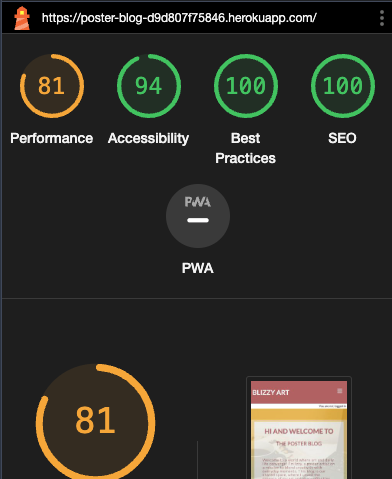 https://poster-blog-d9d807f75846.herokuapp.com/
81
94
100
100
Performance
Accessibility
Best
Practices
SEO
PWA
PWA
81
BLIZZY ART
HI AND WELCOME TO
THE POSTER BLOG